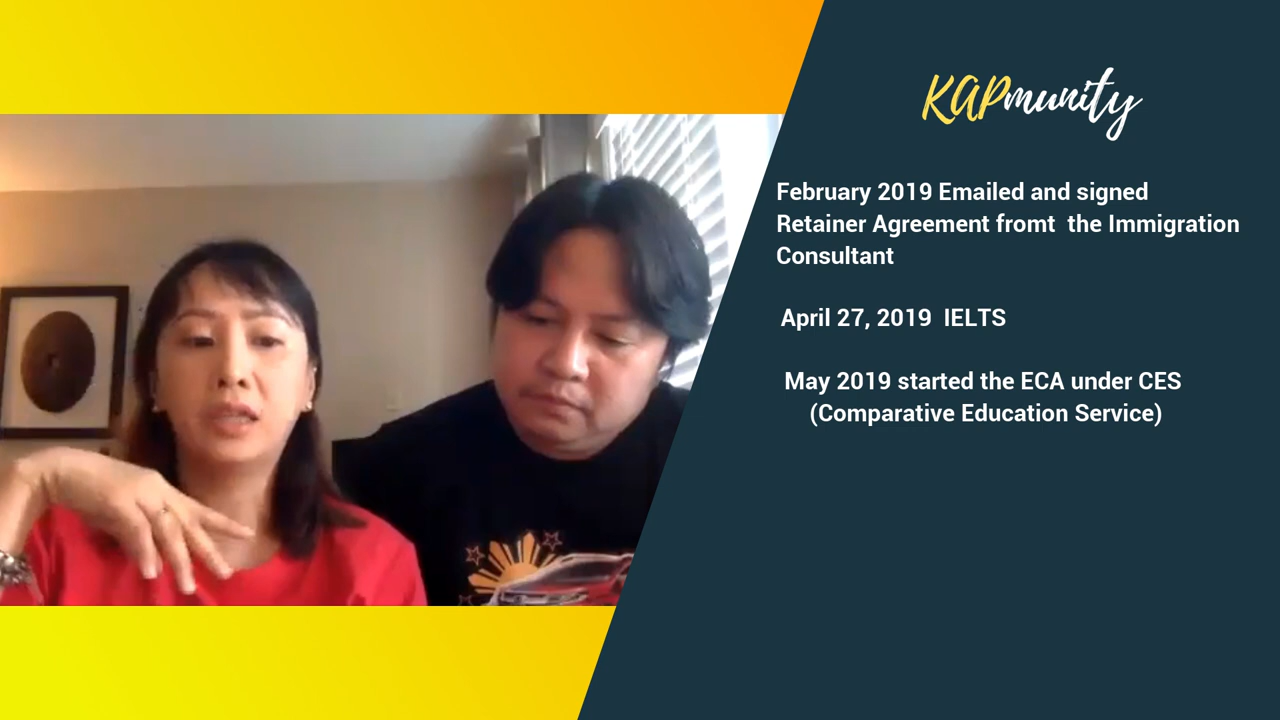 KAPmunity
February 2019 Emailed and signed
Retainer Agreement fromt the Immigration
Consultant
April 27, 2019 IELTS
May 2019 started the ECA under CES
(Comparative Education Service)